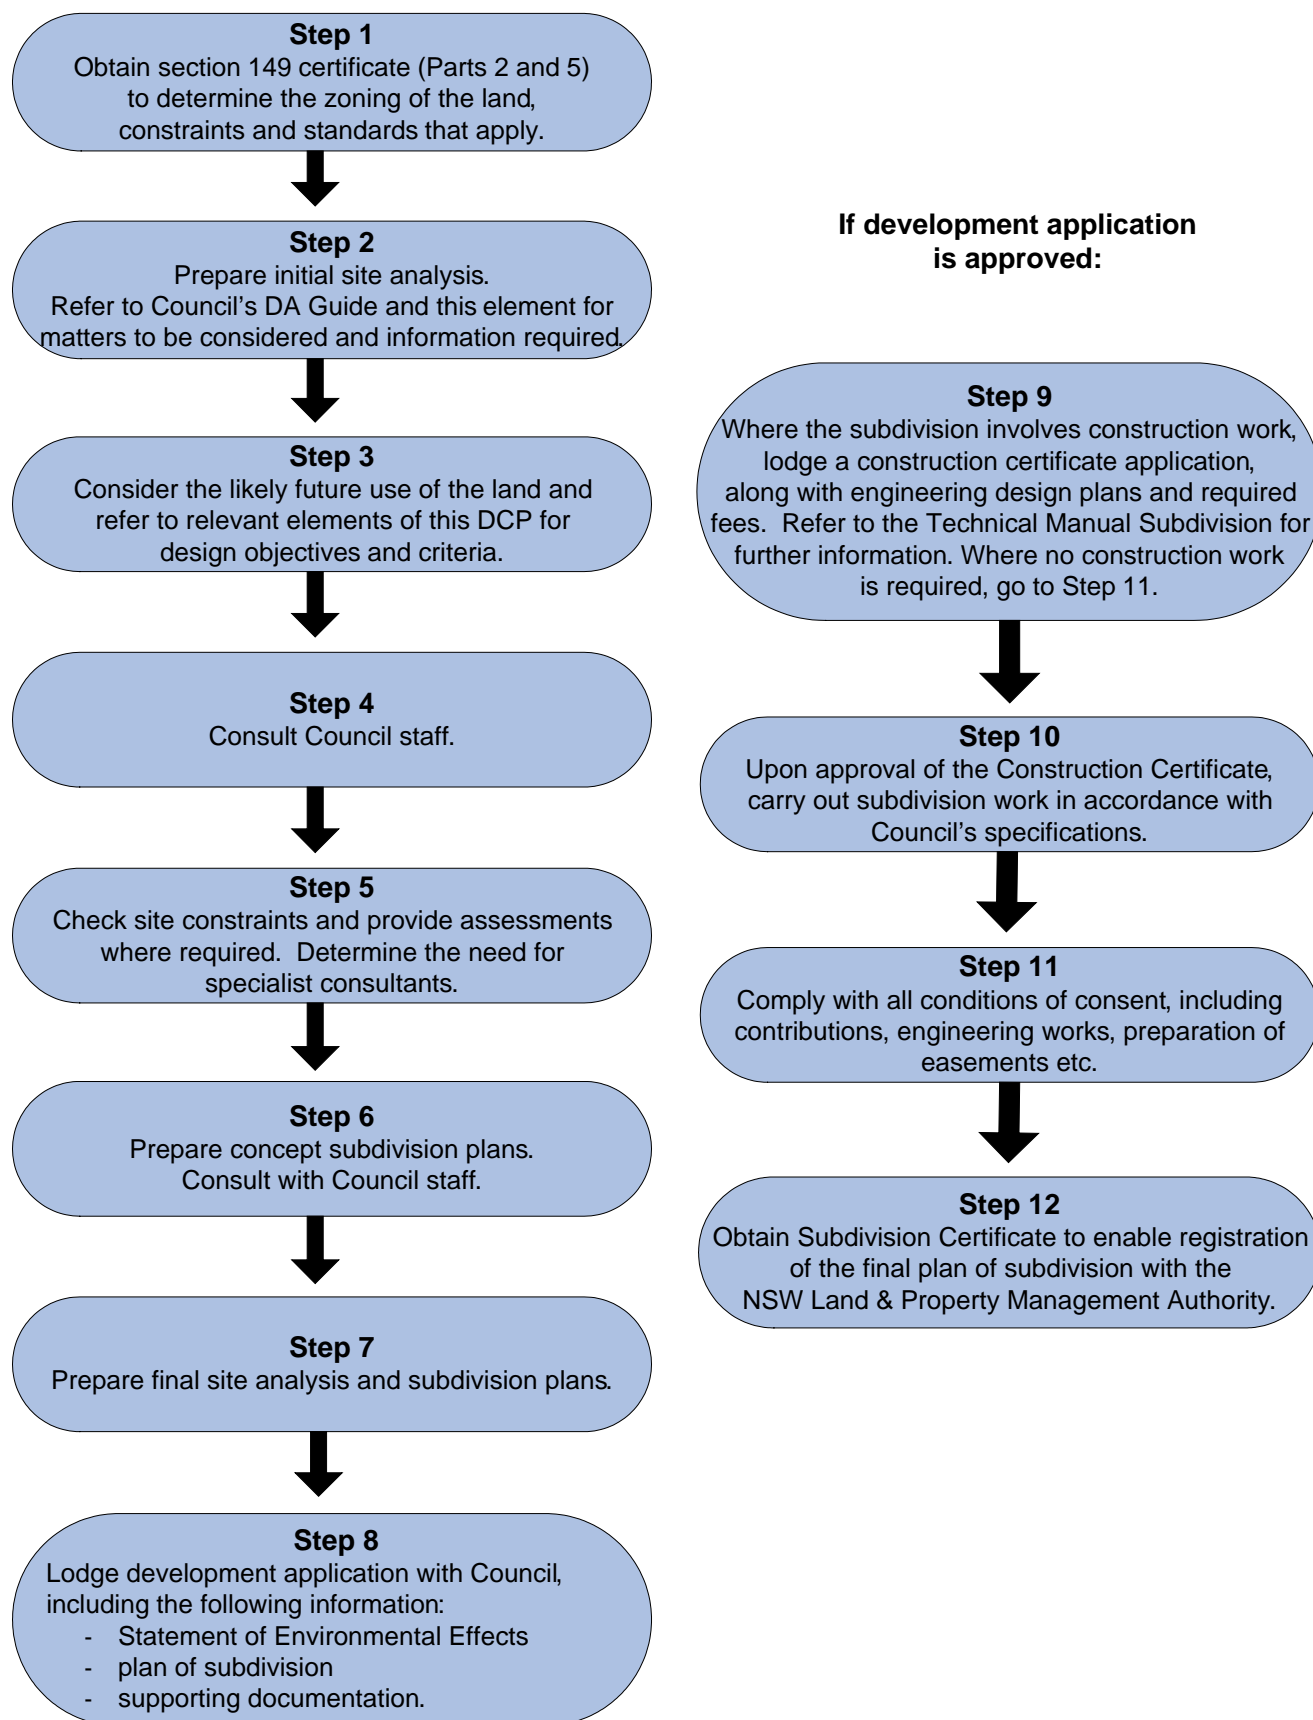 Step 1
Obtain section 149 certificate (Parts 2 and 5)
to determine the zoning of the land,
constraints and standards that apply.
Step 2
Prepare initial site analysis.
Refer to Council’s DA Guide and this element for
matters to be considered and information required.
Step 3
Consider the likely future use of the land and
refer to relevant elements of this DCP for
design objectives and criteria.
Step 4
Consult Council staff.
Step 5
Check site constraints and provide assessments
where required.  Determine the need for
specialist consultants.
Step 6
Prepare concept subdivision plans.
Consult with Council staff.
Step 7
Prepare final site analysis and subdivision plans.
Step 8
Lodge development application with Council,
including the following information:
- Statement of Environmental Effects
- plan of subdivision
- supporting documentation.
If development application
is approved:
Step 9
Where the subdivision involves construction work,
lodge a construction certificate application,
along with engineering design plans and required
fees.  Refer to the Technical Manual Subdivision for
further information. Where no construction work
is required, go to Step 11.
Step 10
Upon approval of the Construction Certificate,
carry out subdivision work in accordance with
Council’s specifications.
Step 11
Comply with all conditions of consent, including
contributions, engineering works, preparation of
easements etc.
Step 12
Obtain Subdivision Certificate to enable registration
of the final plan of subdivision with the
NSW Land & Property Management Authority.